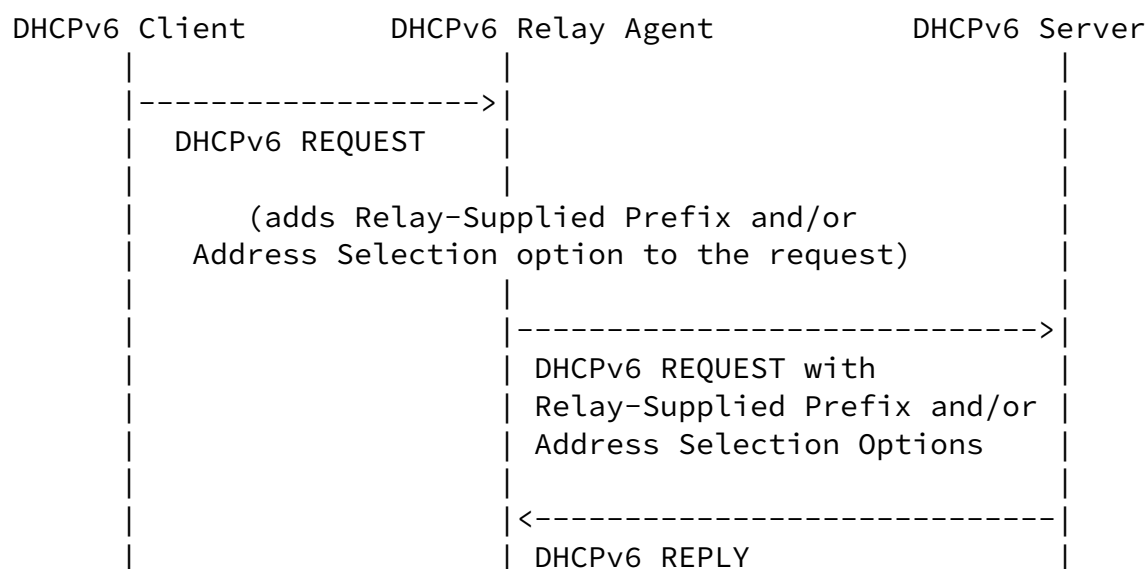 DHCPv6 Client DHCPv6 Relay Agent DHCPv6 Server
DHCPv6 REQUEST
(adds Relay-Supplied Prefix and/or
Address Selection option to the request)
DHCPv6 REQUEST with
Relay-Supplied Prefix and/or
Address Selection Options
DHCPv6 REPLY